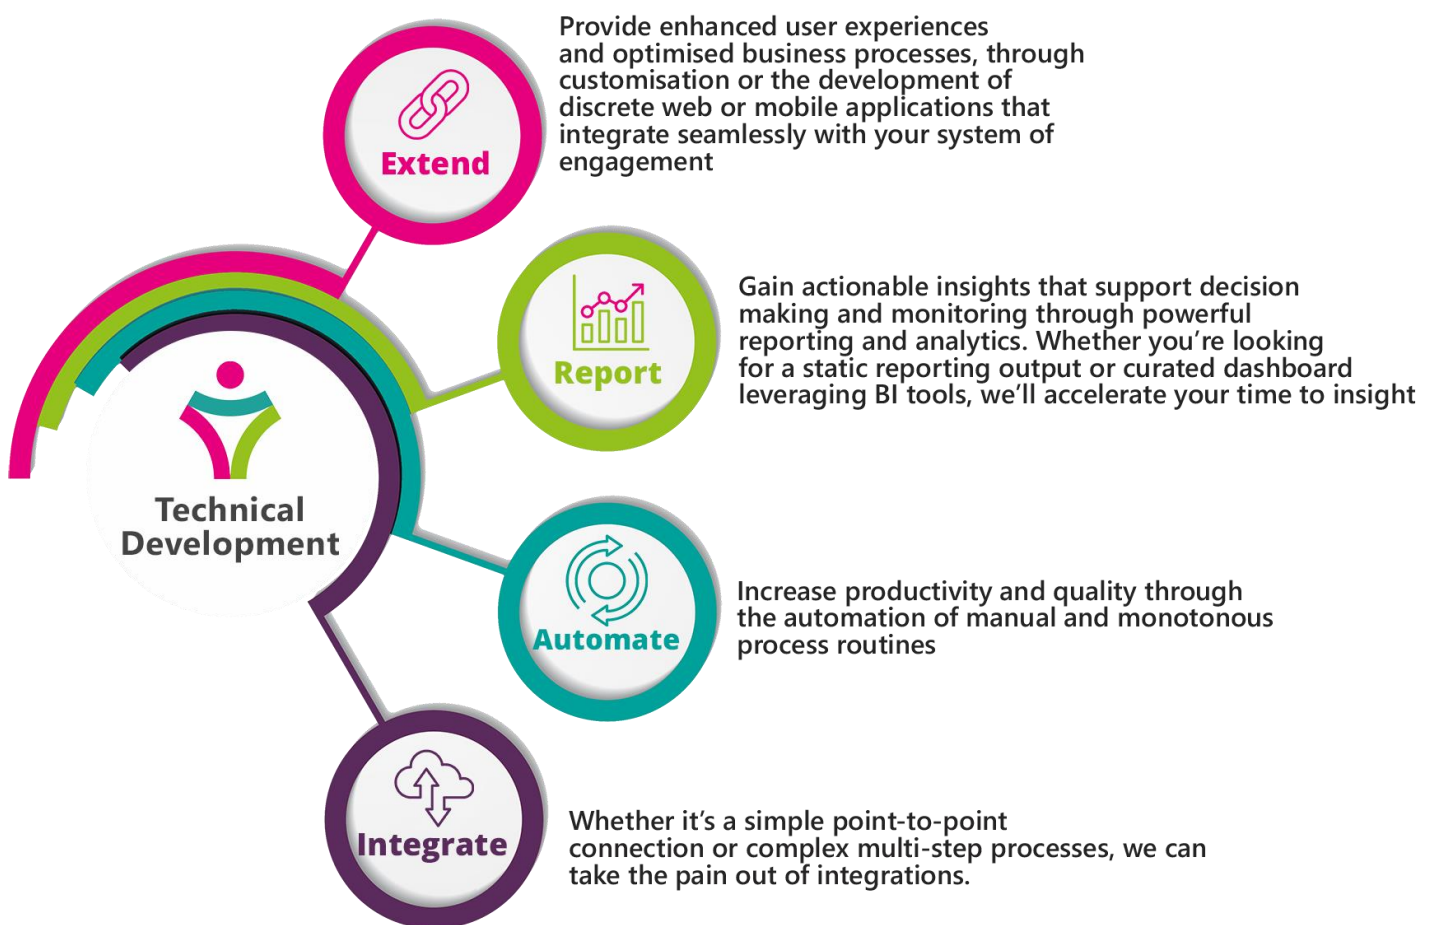 Provide enhanced user experiences
and optimised business processes, through
customisation or the development of
discrete web or mobile applications that
integrate seamlessly with your system of
engagement
Extend
Gain actionable insights that support decision
making and monitoring through powerful
reporting and analytics. Whether you’re looking
for a static reporting output or curated dashboard
leveraging BI tools, we’ll accelerate your time to insight
Report
Technical
Development
Increase productivity and quality through
the automation of manual and monotonous
process routines
Automate
Whether it’s a simple point-to-point
connection or complex multi-step processes, we can
take the pain out of integrations.
Integrate